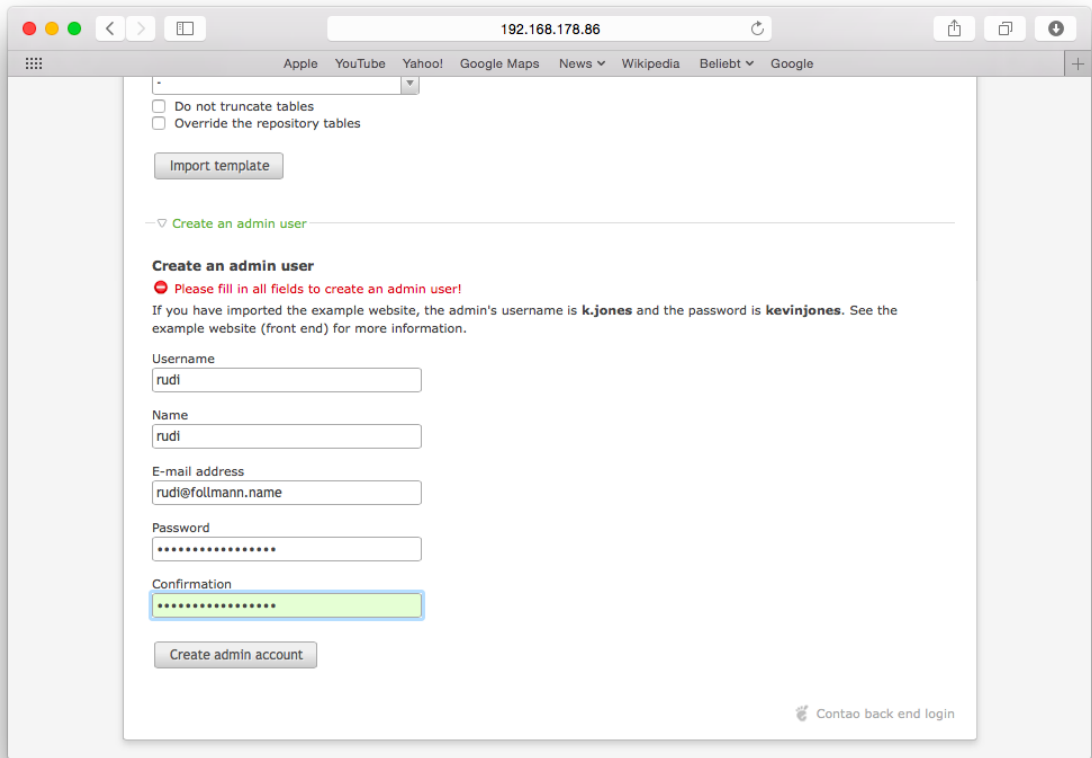 192.168.178.86
Apple YouTube Yahoo! Google Maps News Wikipedia Beliebt Google
-
Do not truncate tables
Override the repository tables
Import template
Create an admin user
Create an admin user
Please fill in all fields to create an admin user!
If you have imported the example website, the admin's username is k.jones and the password is kevinjones. See the
example website (front end) for more information.
Username
rudi
Name
rudi
E-mail address
rudi@follmann.name
Password
•••••••••••••••••
Confirmation
•••••••••••••••••
Create admin account
Contao back end login